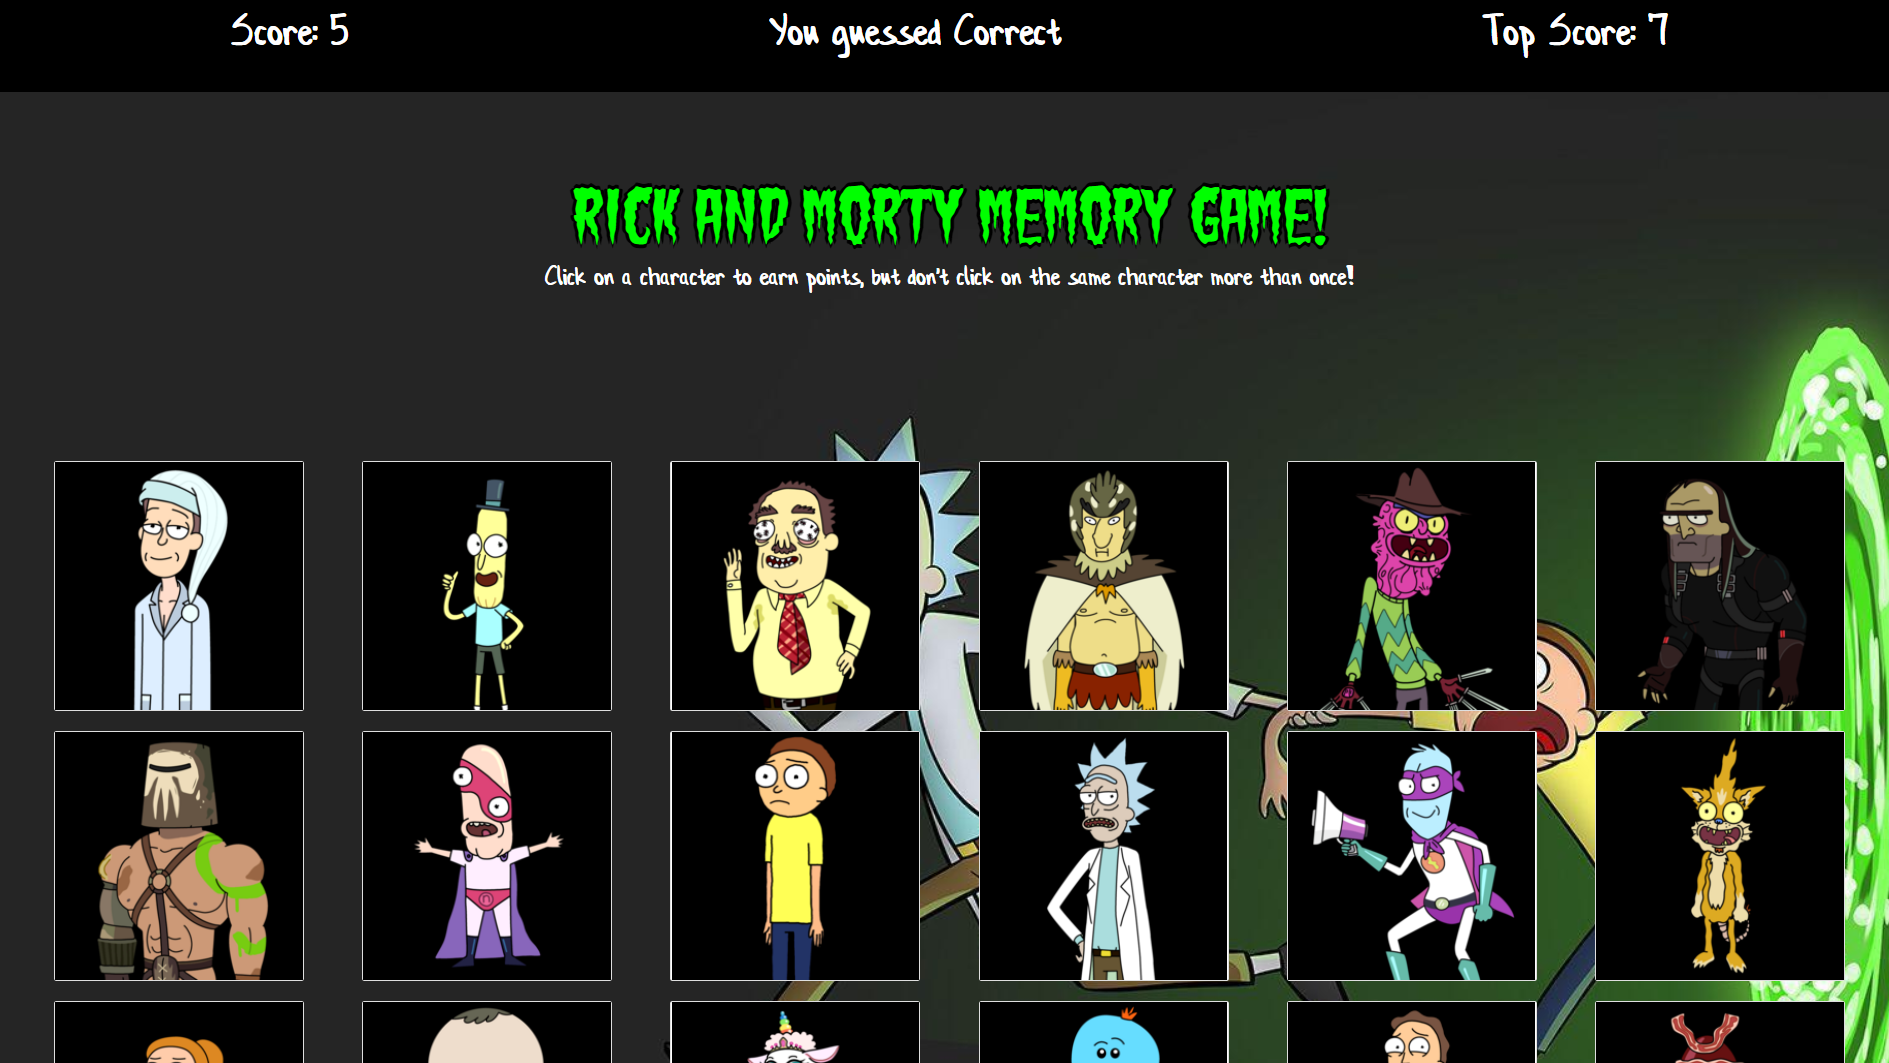 Score: 5
You guessed Correct
Top Score: 7
RICK AND MORTY MEMORY GAME!
Click on a character to earn points, but don't click on the same character more than once!